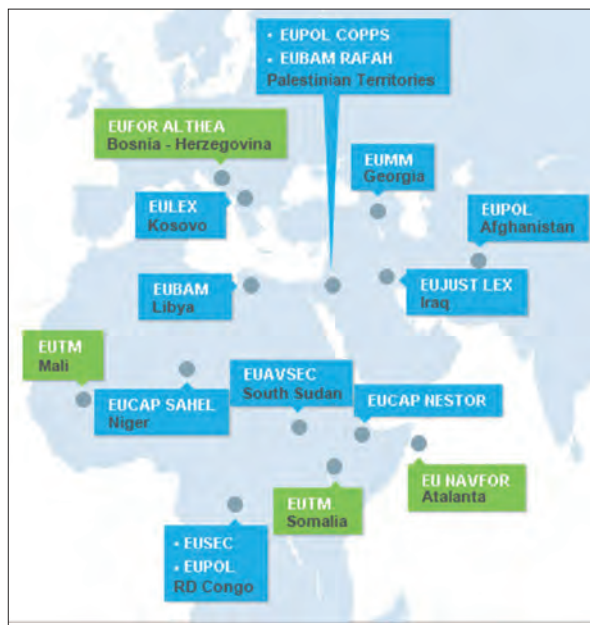 • EUPOL COPPS
• EUBAM RAFAH
Palestinian Territories
EUFOR ALTHEA
Bosnia - Herzegovina
EUMM
Georgia
EULEX
Kosovo
EUPOL
Afghanistan
EUBAM
Libya
EUJUST LEX
Iraq
EUTM
Mali
EUCAP SAHEL
Niger
EUAVSEC
South Sudan
EUCAP NESTOR
EU NAVFOR
Atalanta
EUTM
Somalia
• EUSEC
• EUPOL
RD Congo